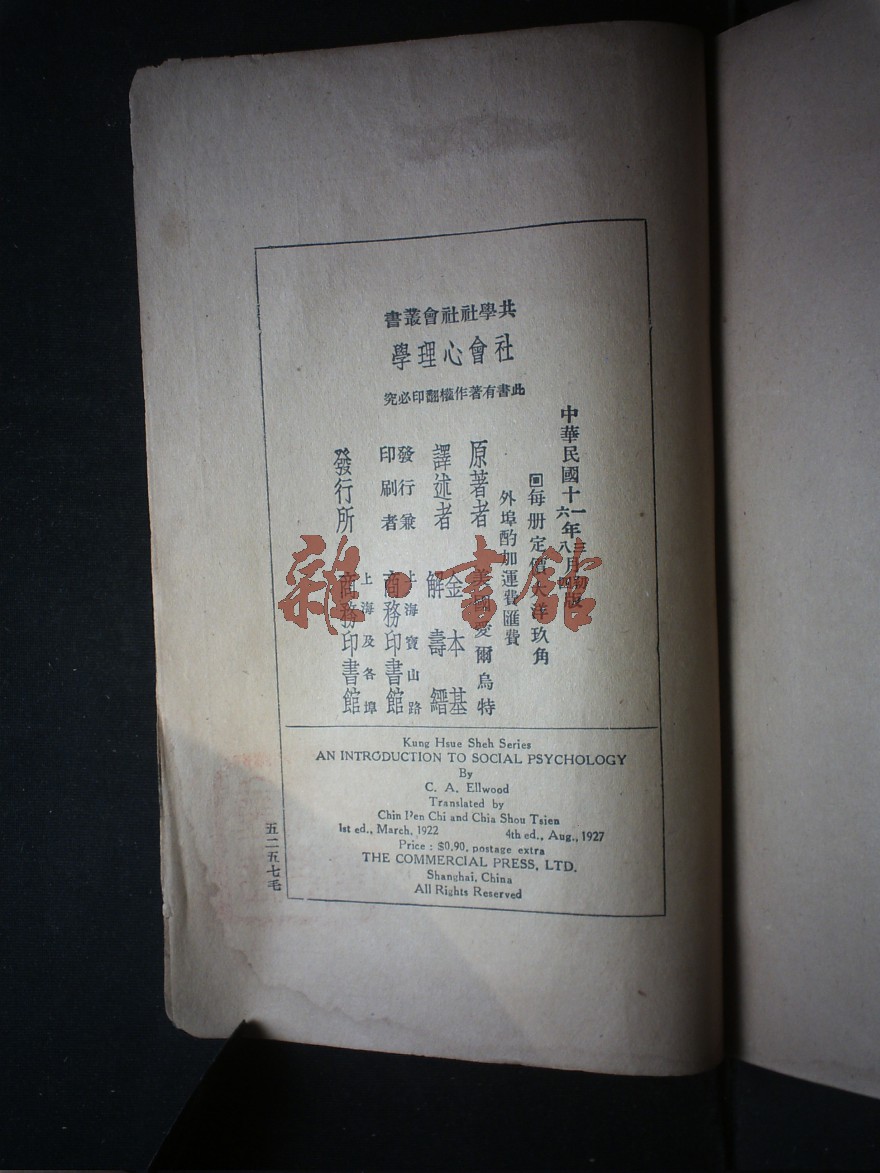 共學社社會叢書
社會心理學
此書有著作權翻印必究
中華民國十一年三月初版
六年八月四版
回每册定價大洋玖角
外埠酌加運費匯費
原著者 美國愛爾烏特
譯述者 金本基
解壽縉
發行兼印刷者 上海寶山路
商務印書館
發行所 上海及各埠
商務印書館
Kung Hsue Sheh Series
AN INTRODUCTION TO SOCIAL PSYCHOLOGY
By
C. A. Ellwood
Translated by
Chin Pen Chi and Chia Shou Tsien
1st ed., March, 1922 4th ed., Aug., 1927
Price : $0.90, postage extra
THE COMMERCIAL PRESS, LTD.
Shanghai, China
All Rights Reserved
五二五七毛
雜·書館